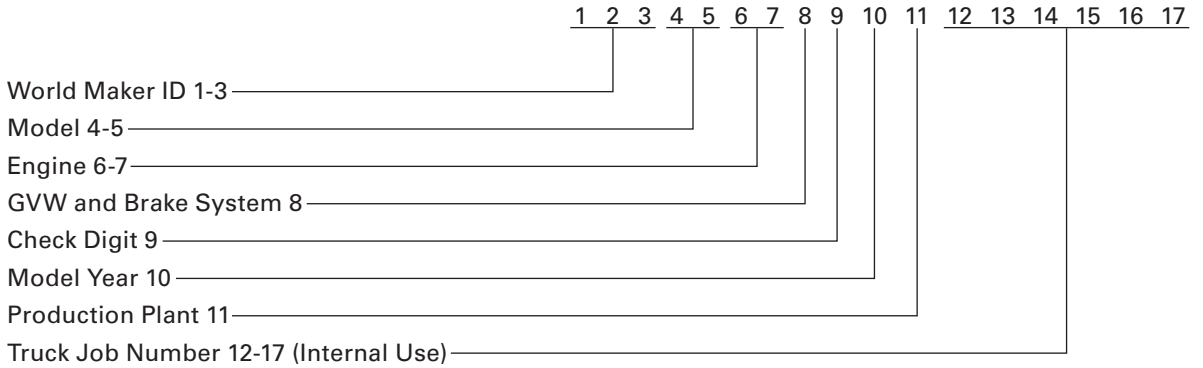 1 2 3 4 5 6 7 8 9 10 11 12 13 14 15 16 17
World Maker ID 1-3
Model 4-5
Engine 6-7
GVW and Brake System 8
Check Digit 9
Model Year 10
Production Plant 11
Truck Job Number 12-17 (Internal Use)